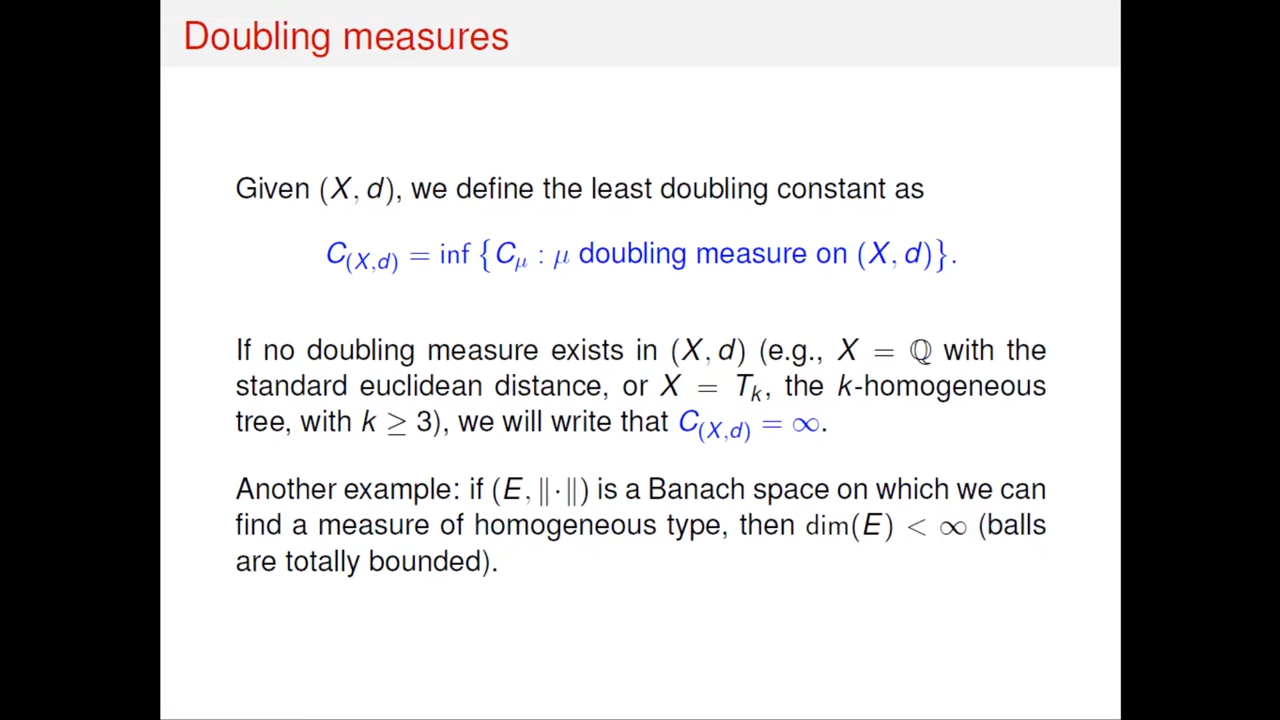 Doubling measures
Given (X, d), we define the least doubling constant as
C_{(X,d)} = inf {C_μ : μ doubling measure on (X, d)}.
If no doubling measure exists in (X, d) (e.g., X = ℚ with the
standard euclidean distance, or X = T_k, the k-homogeneous
tree, with k ≥ 3), we will write that C_{(X,d)} = ∞.
Another example: if (E, ‖·‖) is a Banach space on which we can
find a measure of homogeneous type, then dim(E) < ∞ (balls
are totally bounded).